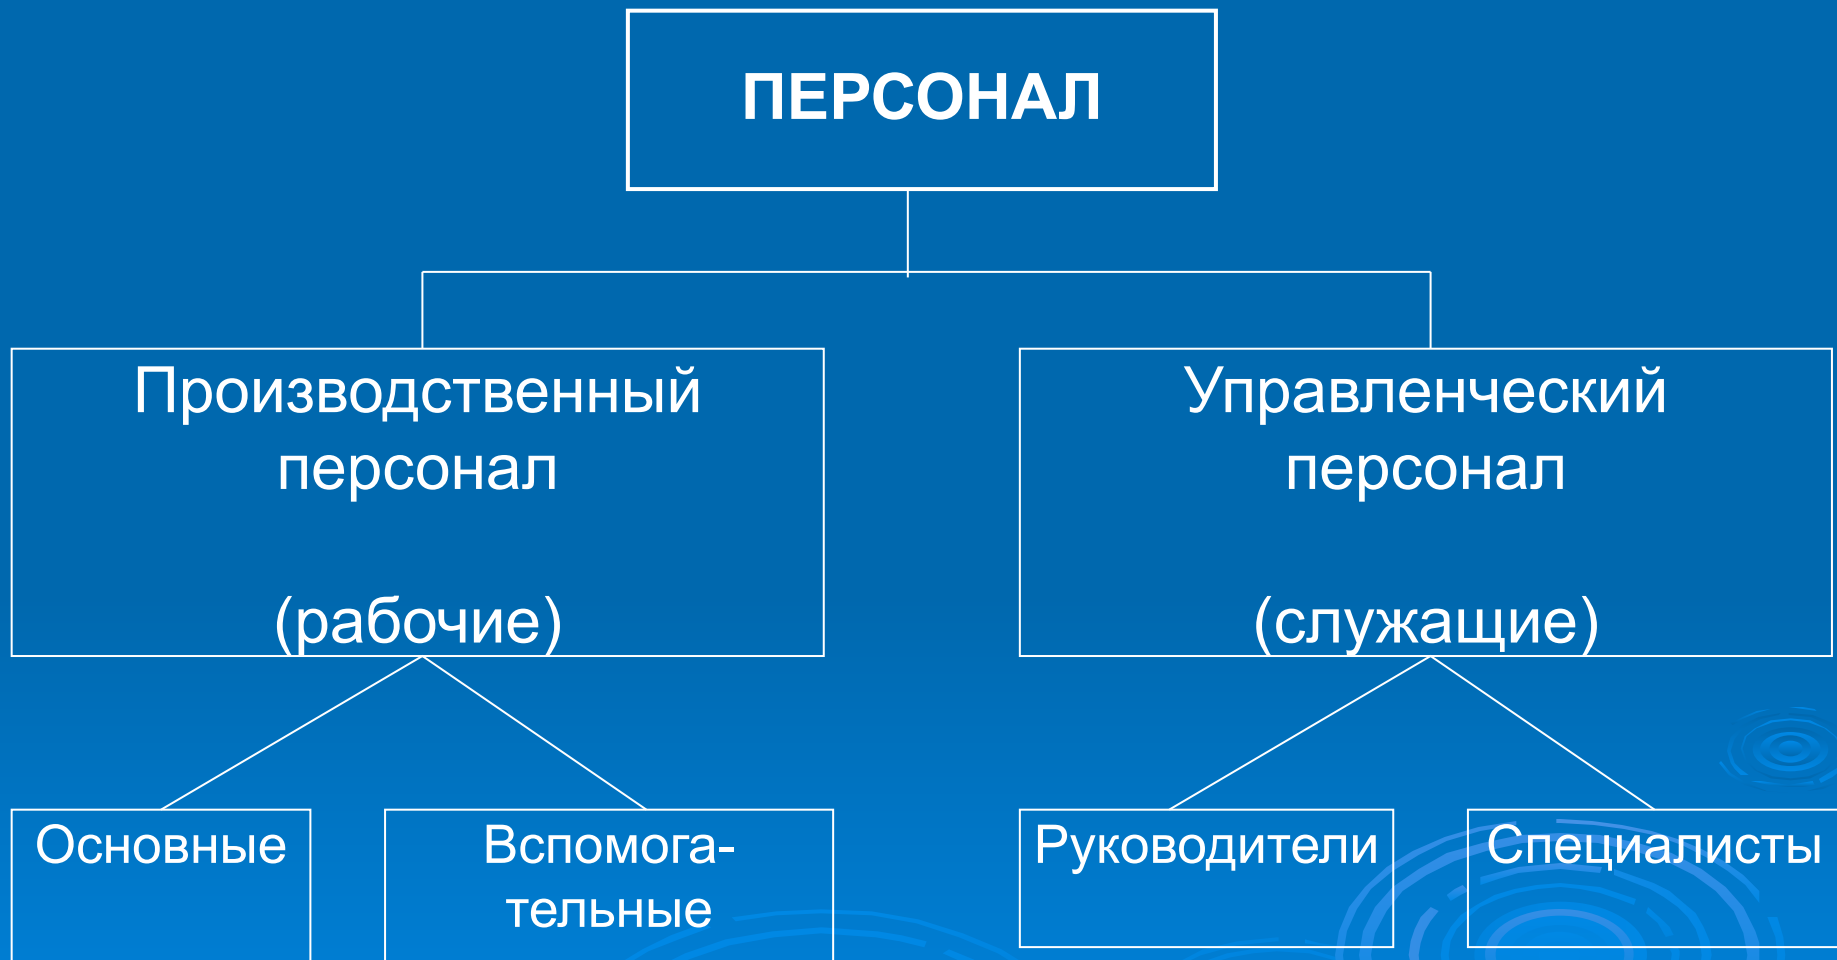 ПЕРСОНАЛ
Производственный
персонал
(рабочие)
Управленческий
персонал
(служащие)
Основные
Вспомога-
тельные
Руководители
Специалисты